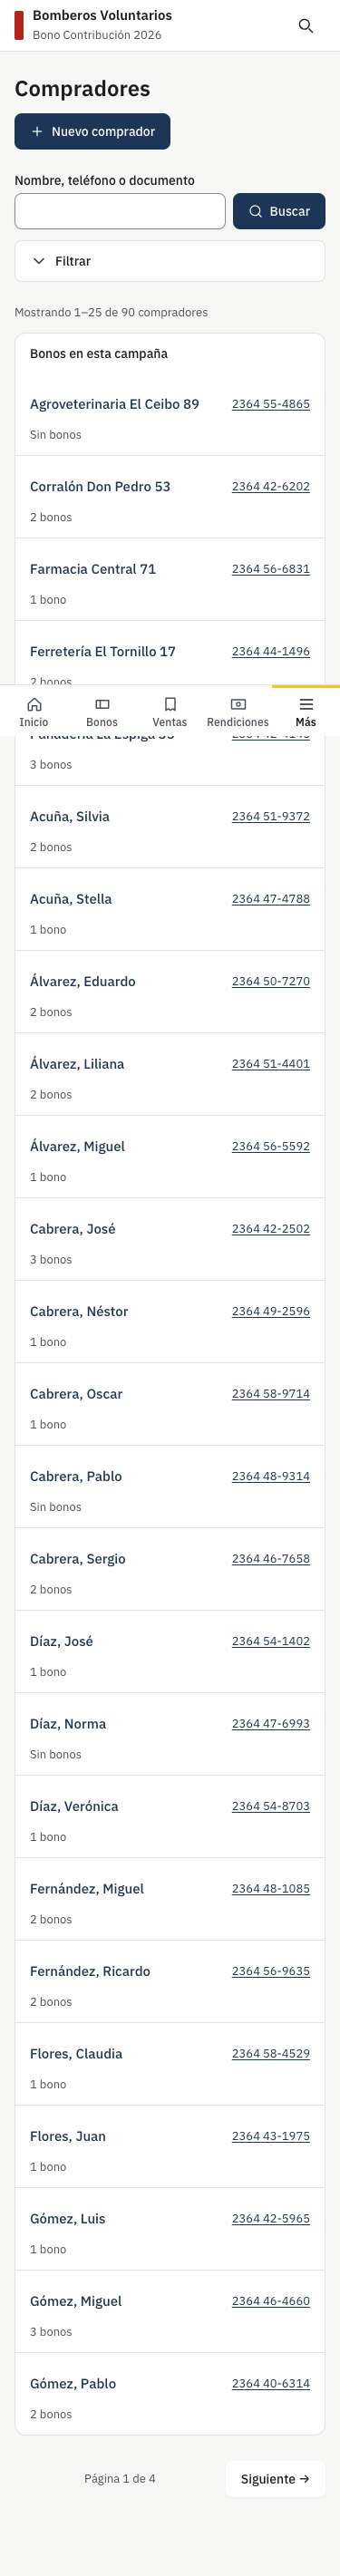 Bomberos Voluntarios
Bono Contribución 2026
Compradores
+ Nuevo comprador
Nombre, teléfono o documento
Buscar
Filtrar
Mostrando 1–25 de 90 compradores
Bonos en esta campaña
Agroveterinaria El Ceibo 89 2364 55-4865
Sin bonos
Corralón Don Pedro 53 2364 42-6202
2 bonos
Farmacia Central 71 2364 56-6831
1 bono
Ferretería El Tornillo 17 2364 44-1496
2 bonos
Inicio Bonos Ventas Rendiciones Más
3 bonos
Acuña, Silvia 2364 51-9372
2 bonos
Acuña, Stella 2364 47-4788
1 bono
Álvarez, Eduardo 2364 50-7270
2 bonos
Álvarez, Liliana 2364 51-4401
2 bonos
Álvarez, Miguel 2364 56-5592
1 bono
Cabrera, José 2364 42-2502
3 bonos
Cabrera, Néstor 2364 49-2596
1 bono
Cabrera, Oscar 2364 58-9714
1 bono
Cabrera, Pablo 2364 48-9314
Sin bonos
Cabrera, Sergio 2364 46-7658
2 bonos
Díaz, José 2364 54-1402
1 bono
Díaz, Norma 2364 47-6993
Sin bonos
Díaz, Verónica 2364 54-8703
1 bono
Fernández, Miguel 2364 48-1085
2 bonos
Fernández, Ricardo 2364 56-9635
2 bonos
Flores, Claudia 2364 58-4529
1 bono
Flores, Juan 2364 43-1975
1 bono
Gómez, Luis 2364 42-5965
1 bono
Gómez, Miguel 2364 46-4660
3 bonos
Gómez, Pablo 2364 40-6314
2 bonos
Página 1 de 4 Siguiente →